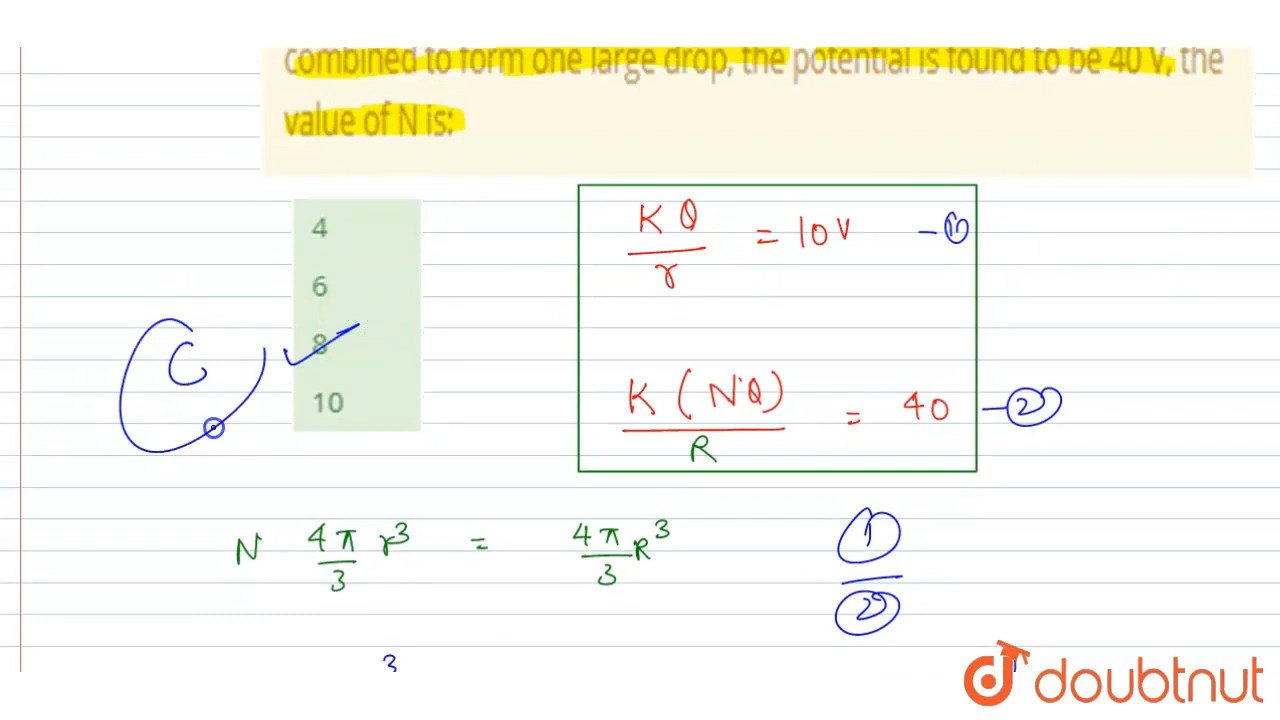 combined to form one large drop, the potential is found to be 40 V, the
value of N is:
4
6
8
10
C
KQ/r = 10V - ①
K(NQ)/R = 40 - ②
N 4π/3 r³ = 4π/3 R³
①/②
3
doubtnut